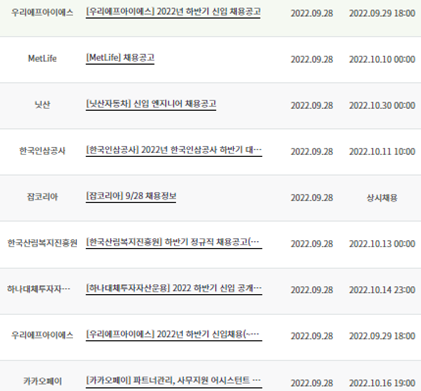 우리에프아이에스 [우리에프아이에스] 2022년 하반기 신입 채용공고 2022.09.28 2022.09.29 18:00
MetLife [MetLife] 채용공고 2022.09.28 2022.10.10 00:00
닛산 [닛산자동차] 신입 엔지니어 채용공고 2022.09.28 2022.10.30 00:00
한국인삼공사 [한국인삼공사] 2022년 한국인삼공사 하반기 대… 2022.09.28 2022.10.11 10:00
잡코리아 [잡코리아] 9/28 채용정보 2022.09.28 상시채용
한국산림복지진흥원 [한국산림복지진흥원] 하반기 정규직 채용공고(… 2022.09.28 2022.10.13 00:00
하나대체투자자… [하나대체투자자산운용] 2022 하반기 신입 공개… 2022.09.28 2022.10.14 23:00
우리에프아이에스 [우리에프아이에스] 2022년 하반기 신입채용(~… 2022.09.28 2022.09.29 18:00
카카오페이 [카카오페이] 파트너관리, 사무지원 어시스턴트 … 2022.09.28 2022.10.16 19:00